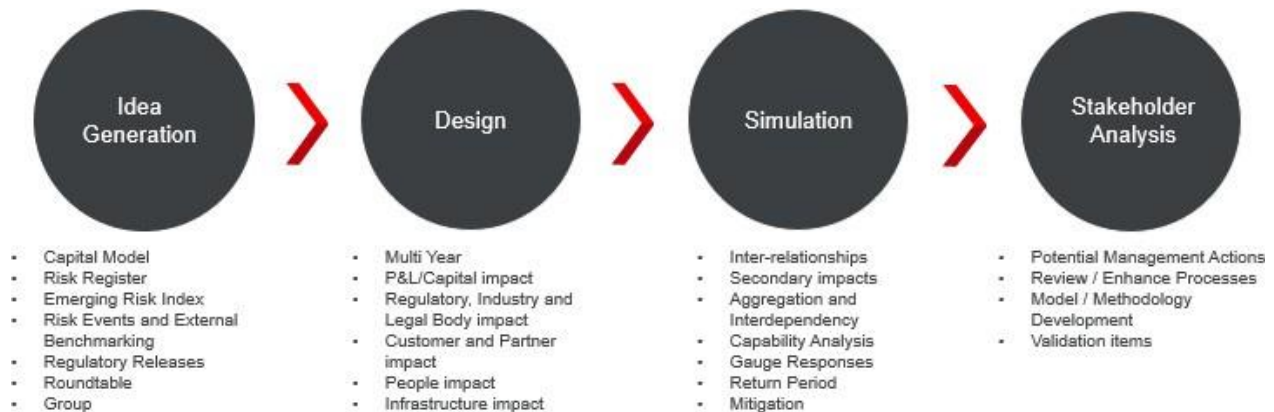 Idea
Generation
Design
Simulation
Stakeholder
Analysis
Capital Model
Risk Register
Emerging Risk Index
Risk Events and External
Benchmarking
Regulatory Releases
Roundtable
Group
Multi Year
P&L/Capital impact
Regulatory, Industry and
Legal Body impact
Customer and Partner
impact
People impact
Infrastructure impact
Inter-relationships
Secondary impacts
Aggregation and
Interdependency
Capability Analysis
Gauge Responses
Return Period
Mitigation
Potential Management Actions
Review / Enhance Processes
Model / Methodology
Development
Validation items